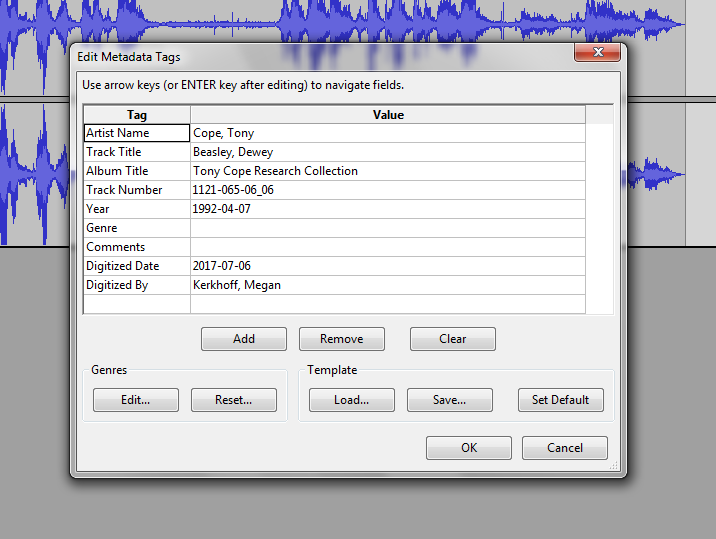 Edit Metadata Tags
Use arrow keys (or ENTER key after editing) to navigate fields.
Tag Value
Artist Name Cope, Tony
Track Title Beasley, Dewey
Album Title Tony Cope Research Collection
Track Number 1121-065-06_06
Year 1992-04-07
Genre
Comments
Digitized Date 2017-07-06
Digitized By Kerkhoff, Megan
Add Remove Clear
Genres Template
Edit... Reset... Load... Save... Set Default
OK Cancel